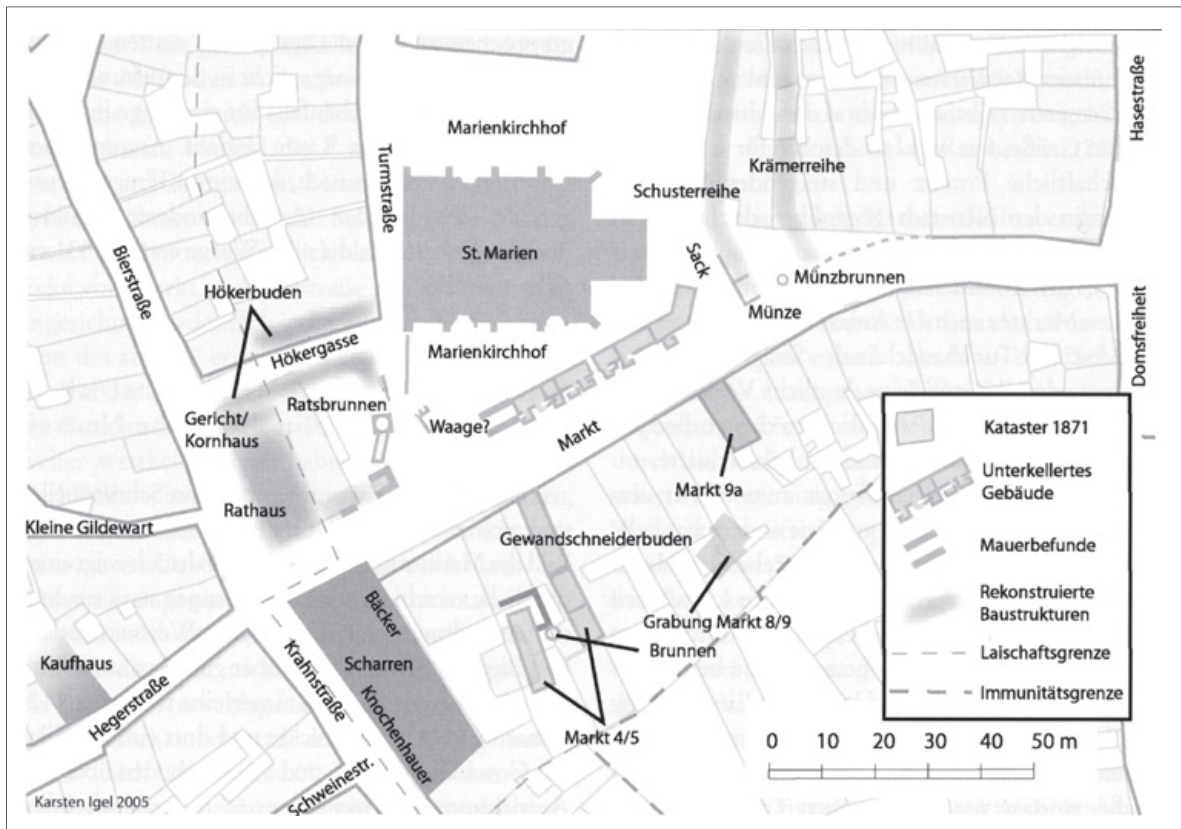 Marienkirchhof
Hasestraße
Krämerreihe
Schusterreihe
Turmstraße
Bierstraße
St. Marien
Sack
Münzbrunnen
Münze
Hökerbuden
Hökergasse
Marienkirchhof
Domsfreiheit
Gericht/
Kornhaus
Ratsbrunnen
Waage?
Markt
Markt 9a
Rathaus
Kleine Gildewart
Gewandschneiderbuden
Bäcker
Scharren
Knochenhauer
Grabung Markt 8/9
Brunnen
Kaufhaus
Hegerstraße
Krahnstraße
Markt 4/5
Schweinestr.
Kataster 1871
Unterkellertes
Gebäude
Mauerbefunde
Rekonstruierte
Baustrukturen
Laischaftsgrenze
Immunitätsgrenze
0 10 20 30 40 50 m
Karsten Igel 2005